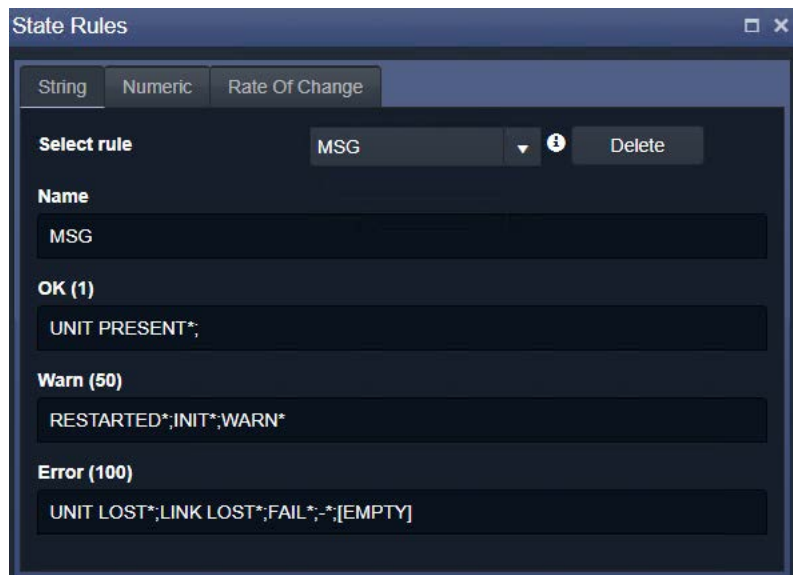 State Rules
String Numeric Rate Of Change
Select rule MSG Delete
Name
MSG
OK (1)
UNIT PRESENT*;
Warn (50)
RESTARTED*;INIT*;WARN*
Error (100)
UNIT LOST*;LINK LOST*;FAIL*;-*;[EMPTY]